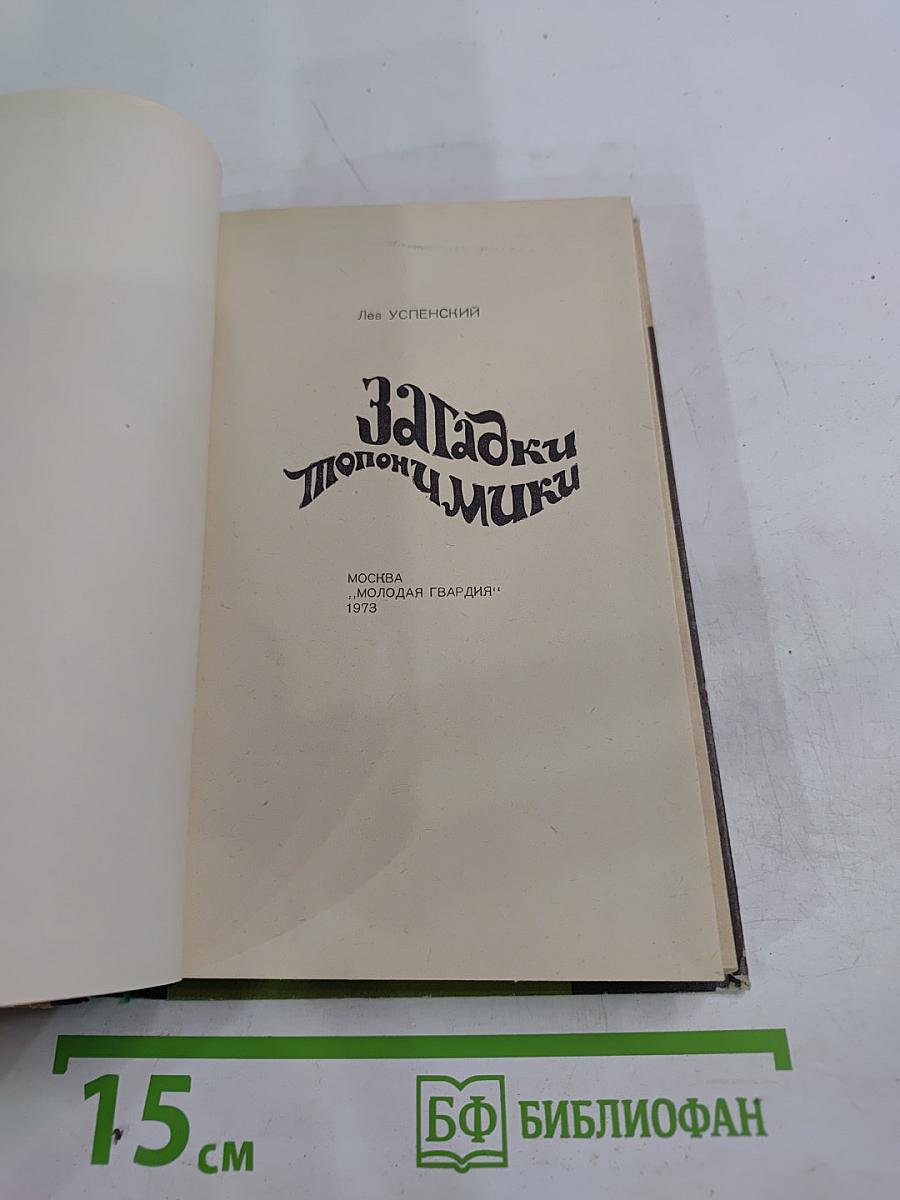 Лев УСПЕНСКИЙ
Загадки
топонимики
МОСКВА
„МОЛОДАЯ ГВАРДИЯ“
1973
15 см
БФ БИБЛИОФАН